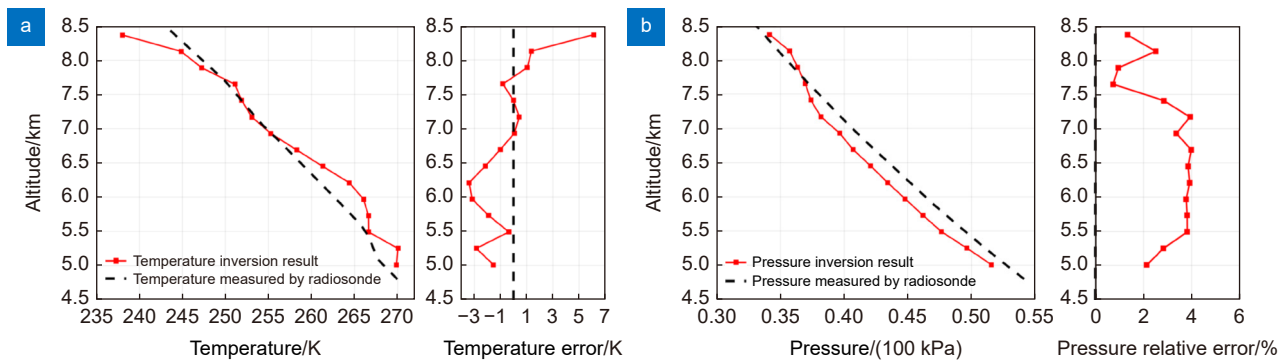 a
8.5
8.0
7.5
7.0
6.5
6.0
5.5
5.0
4.5
Altitude/km
Temperature inversion result
Temperature measured by radiosonde
235 240 245 250 255 260 265 270
Temperature/K
8.5
8.0
7.5
7.0
6.5
6.0
5.5
5.0
4.5
−3 −1 1 3 5 7
Temperature error/K
b
8.5
8.0
7.5
7.0
6.5
6.0
5.5
5.0
4.5
Altitude/km
Pressure inversion result
Pressure measured by radiosonde
0.30 0.35 0.40 0.45 0.50 0.55
Pressure/(100 kPa)
8.5
8.0
7.5
7.0
6.5
6.0
5.5
5.0
4.5
0 2 4 6
Pressure relative error/%